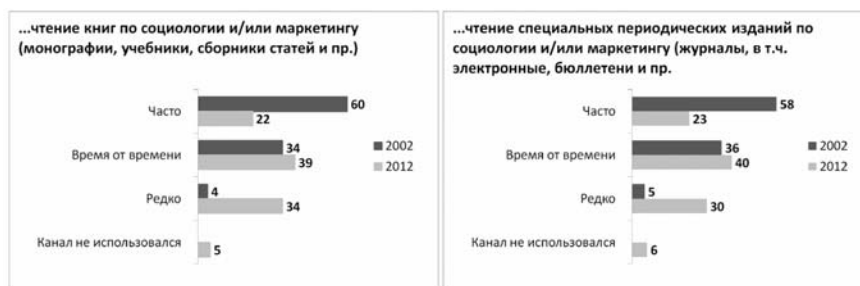 ...чтение книг по социологии и/или маркетингу
(монографии, учебники, сборники статей и пр.)
Часто
60
22
Время от времени
34
39
Редко
4
34
Канал не использовался
5
2002
2012
...чтение специальных периодических изданий по
социологии и/или маркетингу (журналы, в т.ч.
электронные, бюллетени и пр.
Часто
58
23
Время от времени
36
40
Редко
5
30
Канал не использовался
6
2002
2012